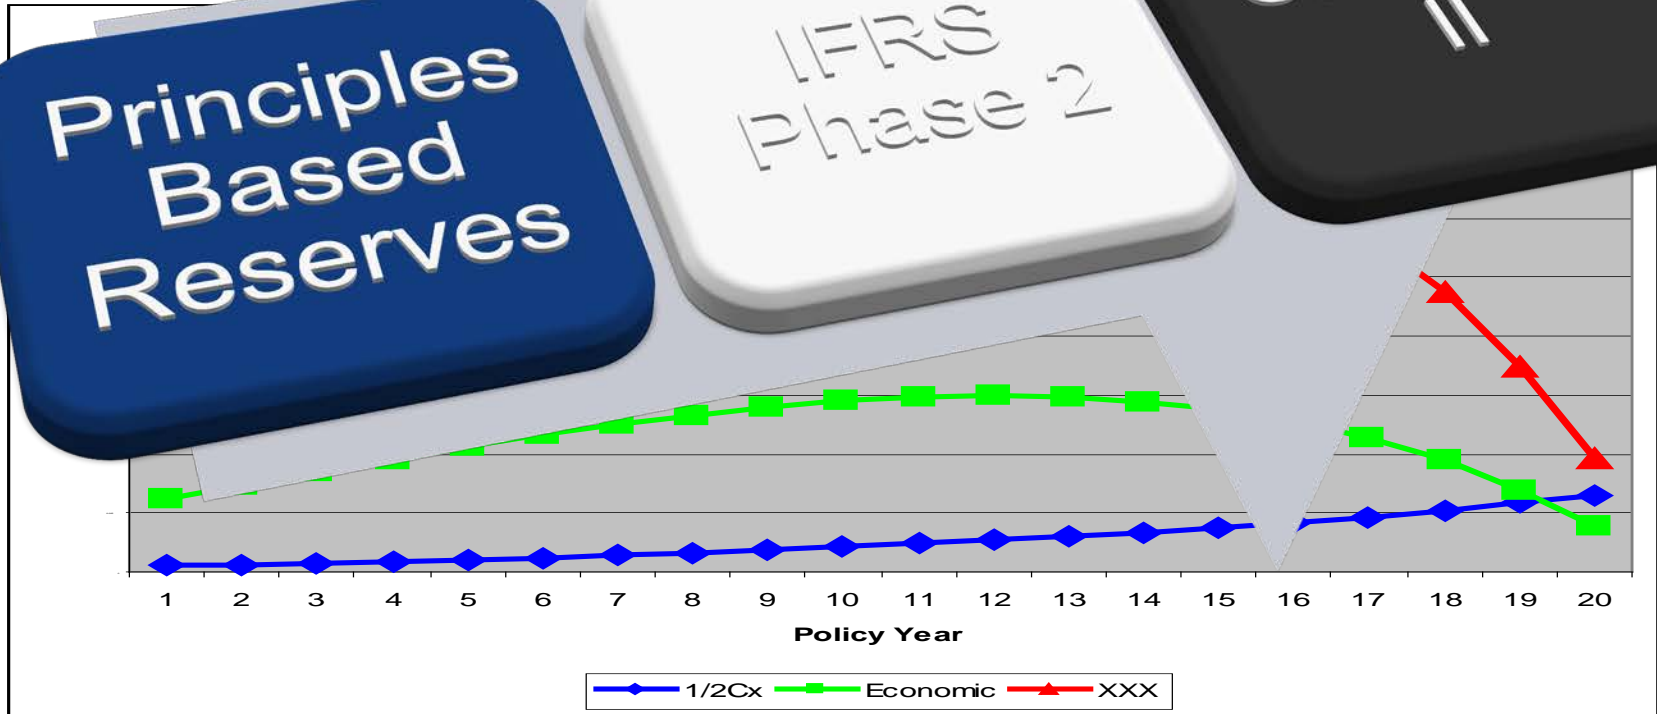 Principles
Based
Reserves
IFRS
Phase 2
II
1 2 3 4 5 6 7 8 9 10 11 12 13 14 15 16 17 18 19 20
Policy Year
1/2Cx Economic XXX